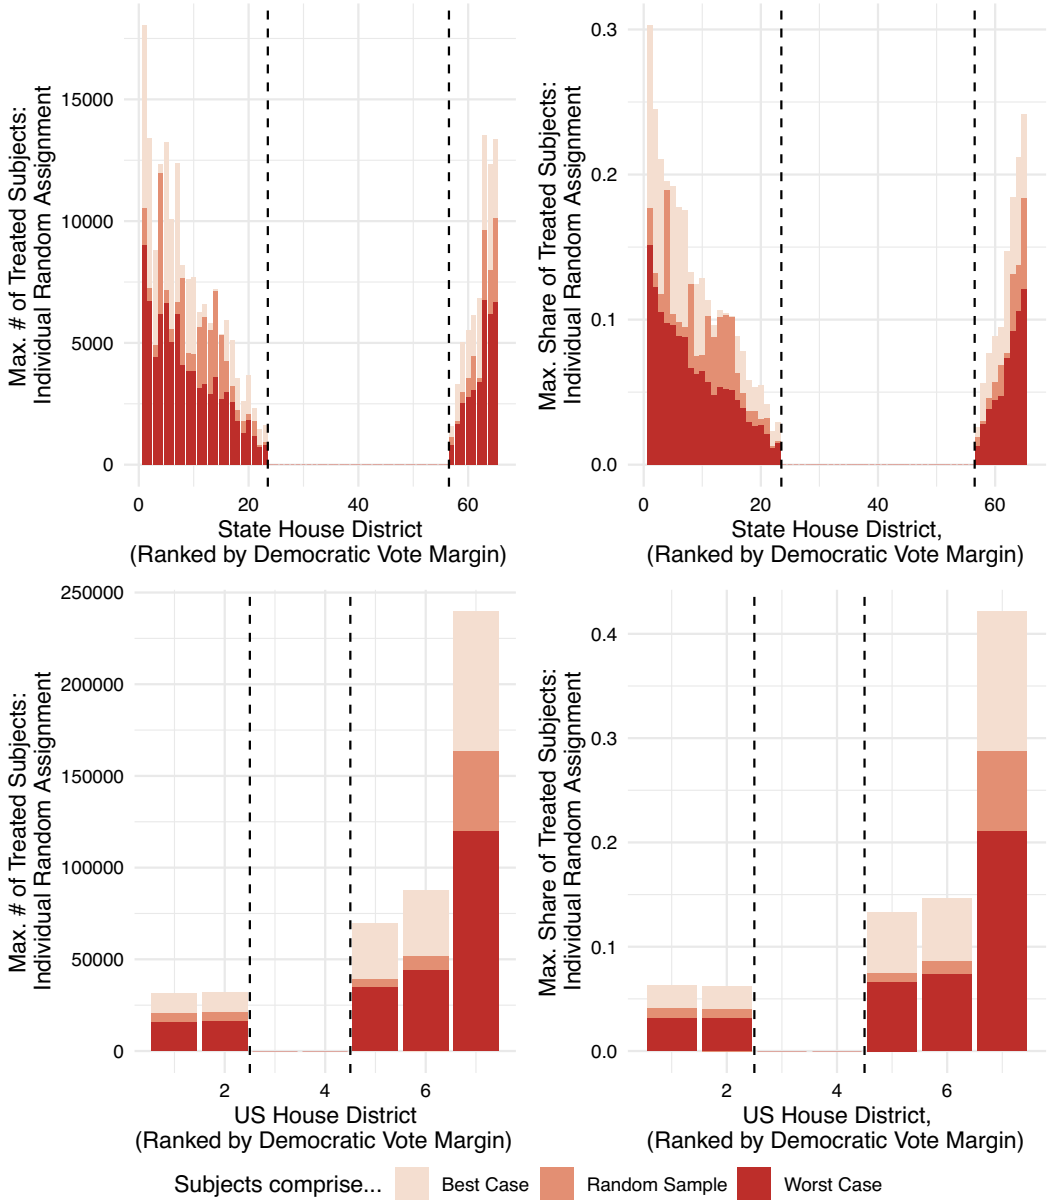 Max. # of Treated Subjects:
Individual Random Assignment
15000
10000
5000
0
0
20
40
60
State House District
(Ranked by Democratic Vote Margin)
Max. Share of Treated Subjects:
Individual Random Assignment
0.3
0.2
0.1
0.0
0
20
40
60
State House District,
(Ranked by Democratic Vote Margin)
Max. # of Treated Subjects:
Individual Random Assignment
250000
200000
150000
100000
50000
0
2
4
6
US House District
(Ranked by Democratic Vote Margin)
Max. Share of Treated Subjects:
Individual Random Assignment
0.4
0.3
0.2
0.1
0.0
2
4
6
US House District,
(Ranked by Democratic Vote Margin)
Subjects comprise... Best Case Random Sample Worst Case